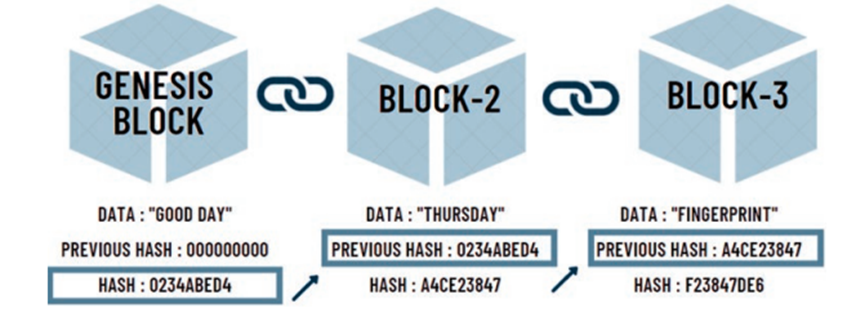 GENESIS
BLOCK
DATA : "GOOD DAY"
PREVIOUS HASH : 000000000
HASH : 0234ABED4
BLOCK-2
DATA : "THURSDAY"
PREVIOUS HASH : 0234ABED4
HASH : A4CE23847
BLOCK-3
DATA : "FINGERPRINT"
PREVIOUS HASH : A4CE23847
HASH : F23847DE6